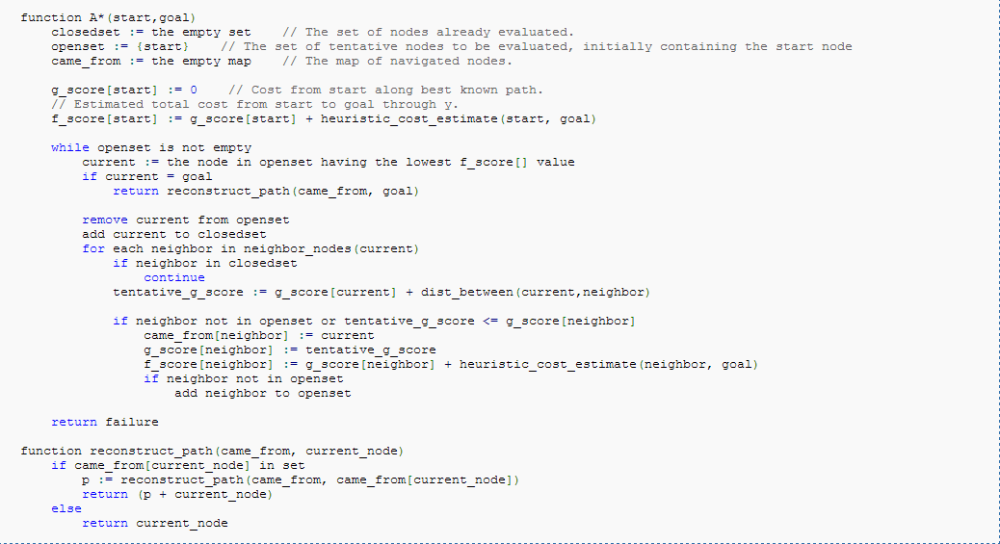 function A*(start,goal)
    closedset := the empty set    // The set of nodes already evaluated.
    openset := {start}    // The set of tentative nodes to be evaluated, initially containing the start node
    came_from := the empty map    // The map of navigated nodes.

    g_score[start] := 0    // Cost from start along best known path.
    // Estimated total cost from start to goal through y.
    f_score[start] := g_score[start] + heuristic_cost_estimate(start, goal)

    while openset is not empty
        current := the node in openset having the lowest f_score[] value
        if current = goal
            return reconstruct_path(came_from, goal)

        remove current from openset
        add current to closedset
        for each neighbor in neighbor_nodes(current)
            if neighbor in closedset
                continue
            tentative_g_score := g_score[current] + dist_between(current,neighbor)

            if neighbor not in openset or tentative_g_score <= g_score[neighbor]
                came_from[neighbor] := current
                g_score[neighbor] := tentative_g_score
                f_score[neighbor] := g_score[neighbor] + heuristic_cost_estimate(neighbor, goal)
                if neighbor not in openset
                    add neighbor to openset

    return failure

function reconstruct_path(came_from, current_node)
    if came_from[current_node] in set
        p := reconstruct_path(came_from, came_from[current_node])
        return (p + current_node)
    else
        return current_node